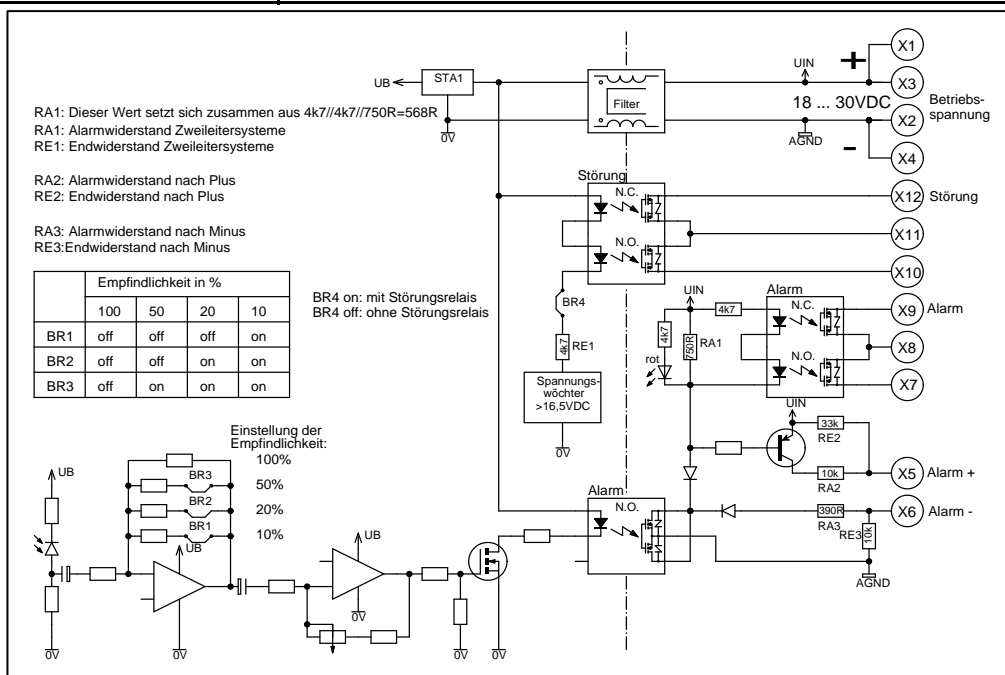 RA1: Dieser Wert setzt sich zusammen aus 4k7//4k7//750R=568R
RA1: Alarmwiderstand Zweileitersysteme
RE1: Endwiderstand Zweileitersysteme
RA2: Alarmwiderstand nach Plus
RE2: Endwiderstand nach Plus
RA3: Alarmwiderstand nach Minus
RE3:Endwiderstand nach Minus
Empfindlichkeit in %
100 50 20 10
BR1 off off off on
BR2 off off on on
BR3 off on on on
UB
STA1
0V
Filter
UIN
+
18 ... 30VDC
AGND
-
X1
X3
X2
X4
Betriebs-
spannung
Störung
N.C.
N.O.
X12 Störung
X11
X10
BR4 on: mit Störungsrelais
BR4 off: ohne Störungsrelais
BR4
4k7
RE1
Spannungs-
wöchter
>16,5VDC
0V
UIN
4k7
4k7
750R
RA1
rot
Alarm
N.C.
N.O.
X9 Alarm
X8
X7
UIN
33k
RE2
10k
RA2
X5 Alarm +
390R
RA3
X6 Alarm -
RE3
10k
AGND
Alarm
N.O.
Einstellung der
Empfindlichkeit:
100%
BR3
50%
BR2
20%
BR1
10%
UB
UB
UB
0V
0V
0V
0V
0V